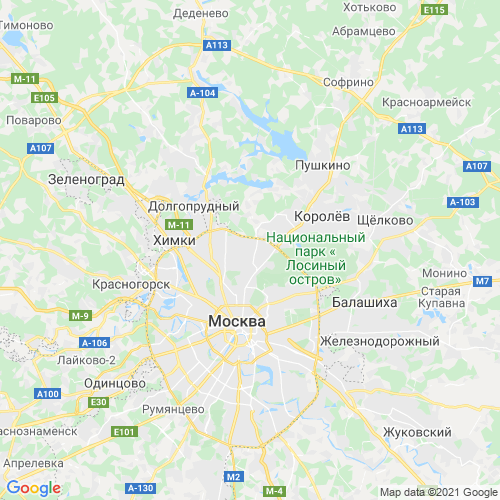 Хотьково
E115
Деденево
Тимоново
Абрамцево
A113
M-11
Софрино
A-104
E105
Красноармейск
Поварово
A113
A107
Пушкино
A107
Зеленоград
A-103
Долгопрудный
Королёв
Щёлково
M-11
Химки
Национальный
парк «
Лосиный
остров»
Монино
M7
Красногорск
Старая
Купавна
Балашиха
M-9
Москва
A-106
Железнодорожный
Лайково-2
Одинцово
A100
E30
Румянцево
E101
Жуковский
раснознаменск
Апрелевка
M2
A-130
M-4
Google
Map data ©2021 Google